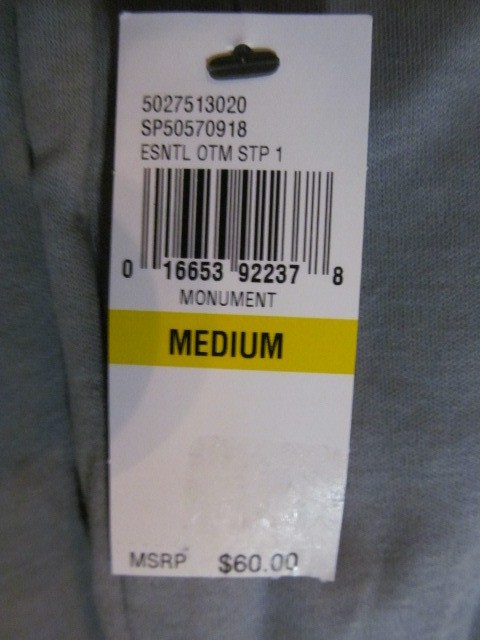 5027513020
SP50570918
ESNTL OTM STP 1
0 16653 92237 8
MONUMENT
MEDIUM
MSRP $60.00